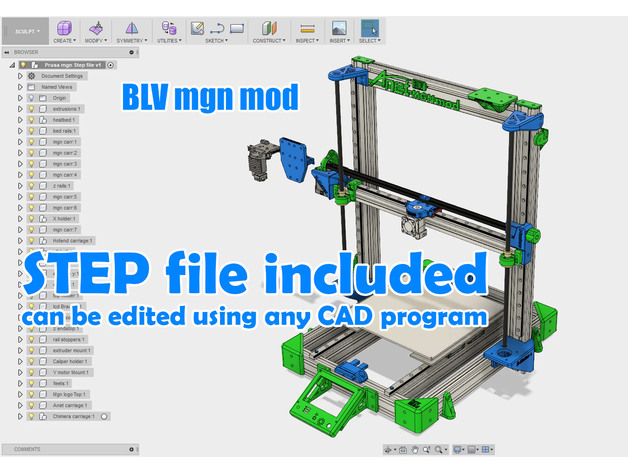 SCULPT
CREATE
MODIFY
SYMMETRY
UTILITIES
SKETCH
CONSTRUCT
INSPECT
INSERT
SELECT
BROWSER
Prusa mgn Step file v1
Document Settings
Named Views
Origin
extrusions:1
heatbed:1
bed rails:1
mgn carr:1
mgn carr:2
mgn carr:3
mgn carr:4
z rails:1
mgn carr:5
mgn carr:6
X holder:1
mgn carr:7
Hotend carriage:1
z endstop:1
rail stoppers:1
extruder mount:1
Caliper holder:1
Y motor Mount:1
feets:1
Mgn logo Top:1
Anet carriage:1
Chimera carriage:1
COMMENTS
BLV mgn mod
STEP file included
can be edited using any CAD program